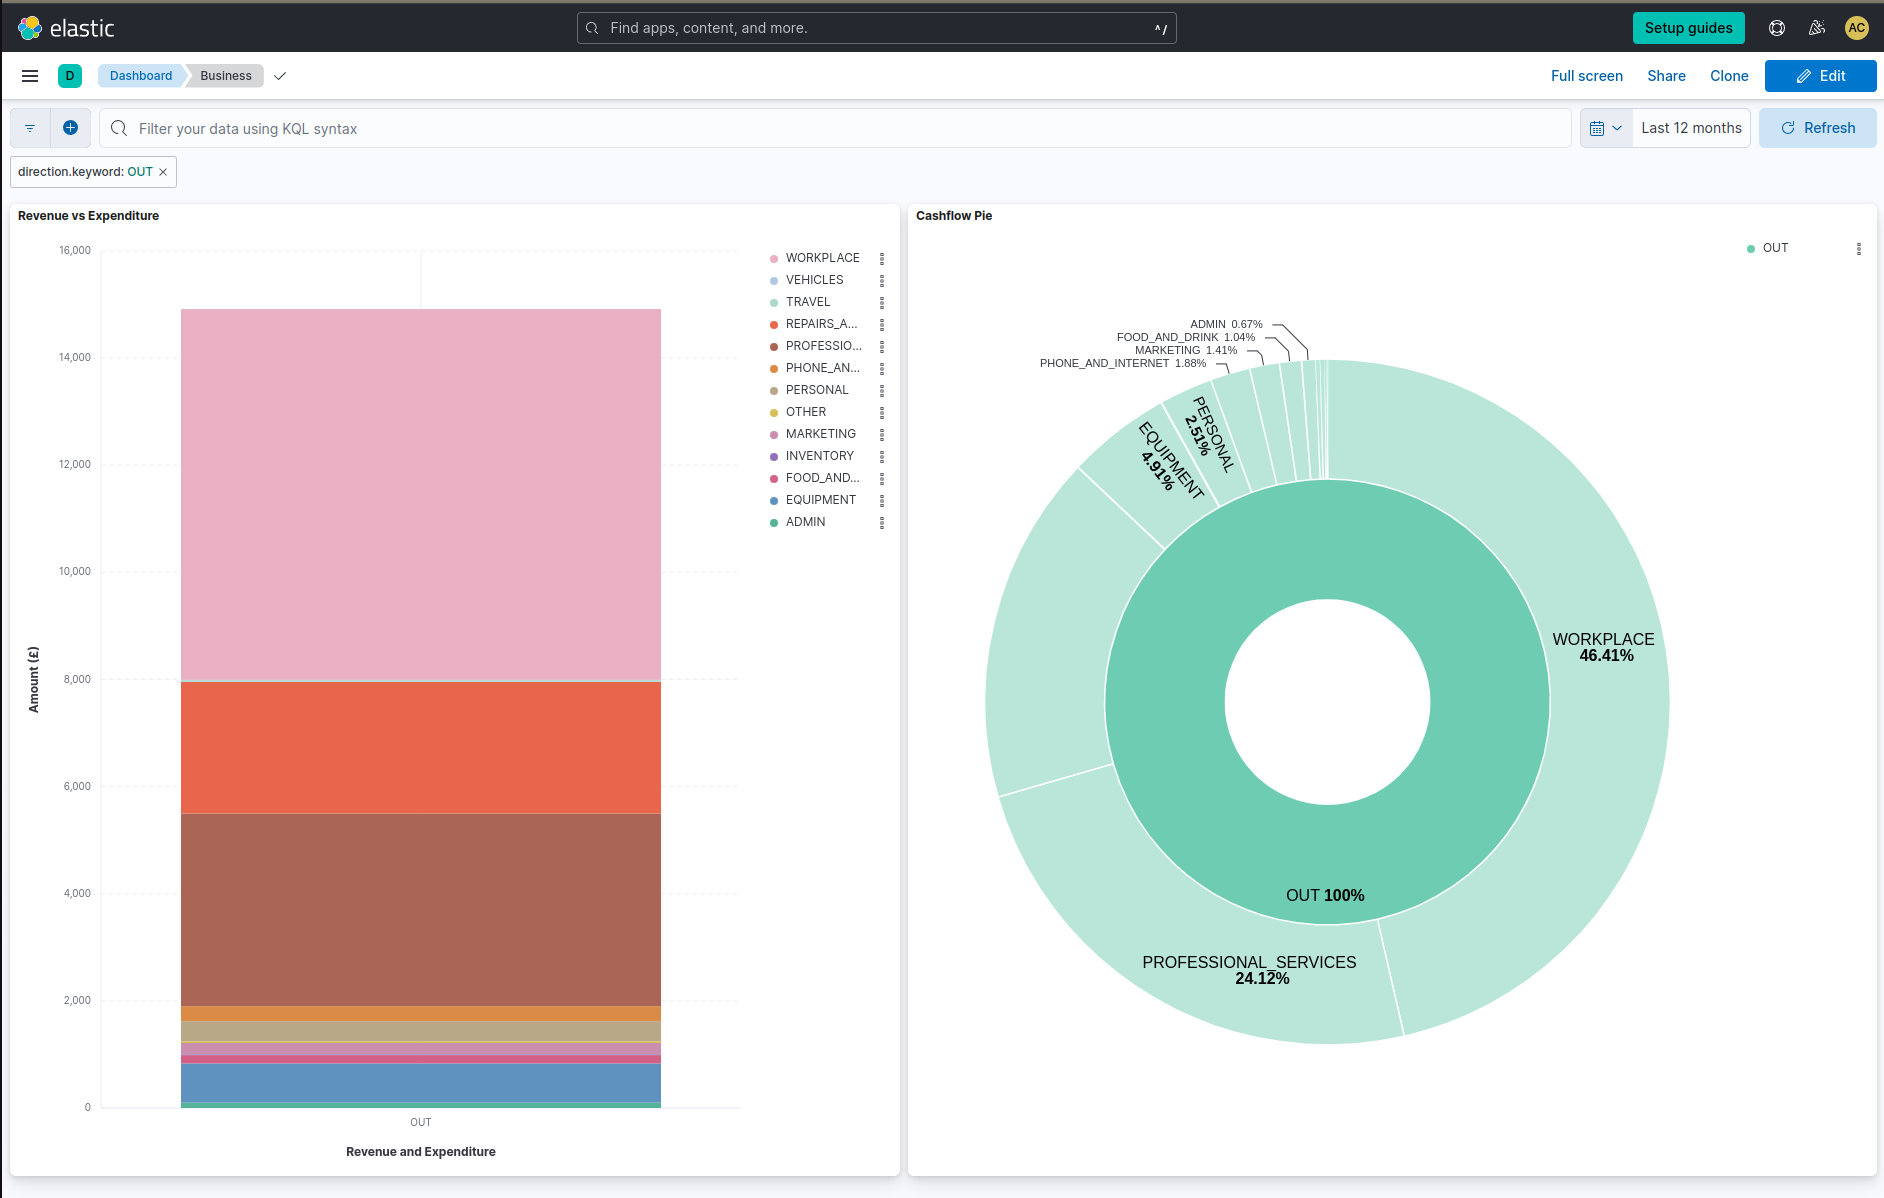 elastic
Find apps, content, and more.
^/
Setup guides
AC
D
Dashboard
Business
Full screen
Share
Clone
Edit
Filter your data using KQL syntax
Last 12 months
Refresh
direction.keyword: OUT
Revenue vs Expenditure
16,000
14,000
12,000
10,000
8,000
6,000
4,000
2,000
0
Amount (£)
OUT
Revenue and Expenditure
WORKPLACE
VEHICLES
TRAVEL
REPAIRS_A...
PROFESSIO...
PHONE_AN...
PERSONAL
OTHER
MARKETING
INVENTORY
FOOD_AND...
EQUIPMENT
ADMIN
Cashflow Pie
OUT
ADMIN 0.67%
FOOD_AND_DRINK 1.04%
MARKETING 1.41%
PHONE_AND_INTERNET 1.88%
PERSONAL
2.51%
EQUIPMENT
4.91%
WORKPLACE
46.41%
OUT 100%
PROFESSIONAL_SERVICES
24.12%